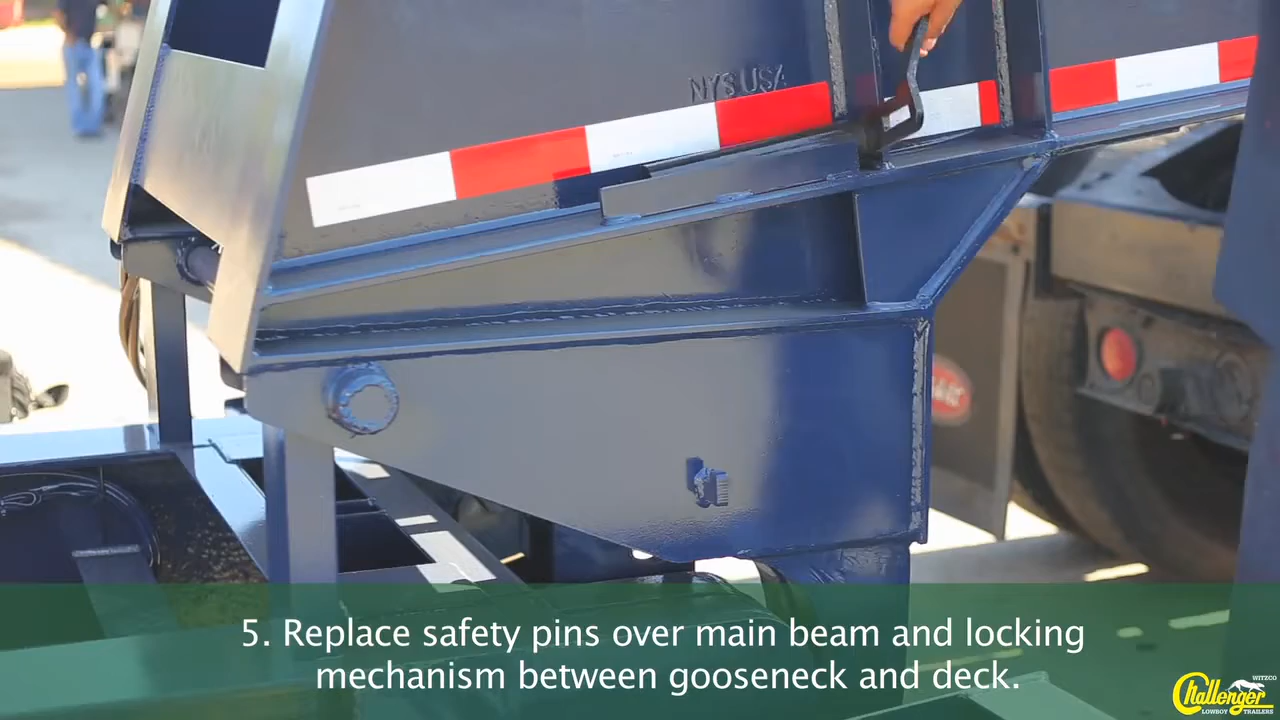 NYS USA
5. Replace safety pins over main beam and locking
mechanism between gooseneck and deck.
WITZCO
Challenger
LOWBOY TRAILERS